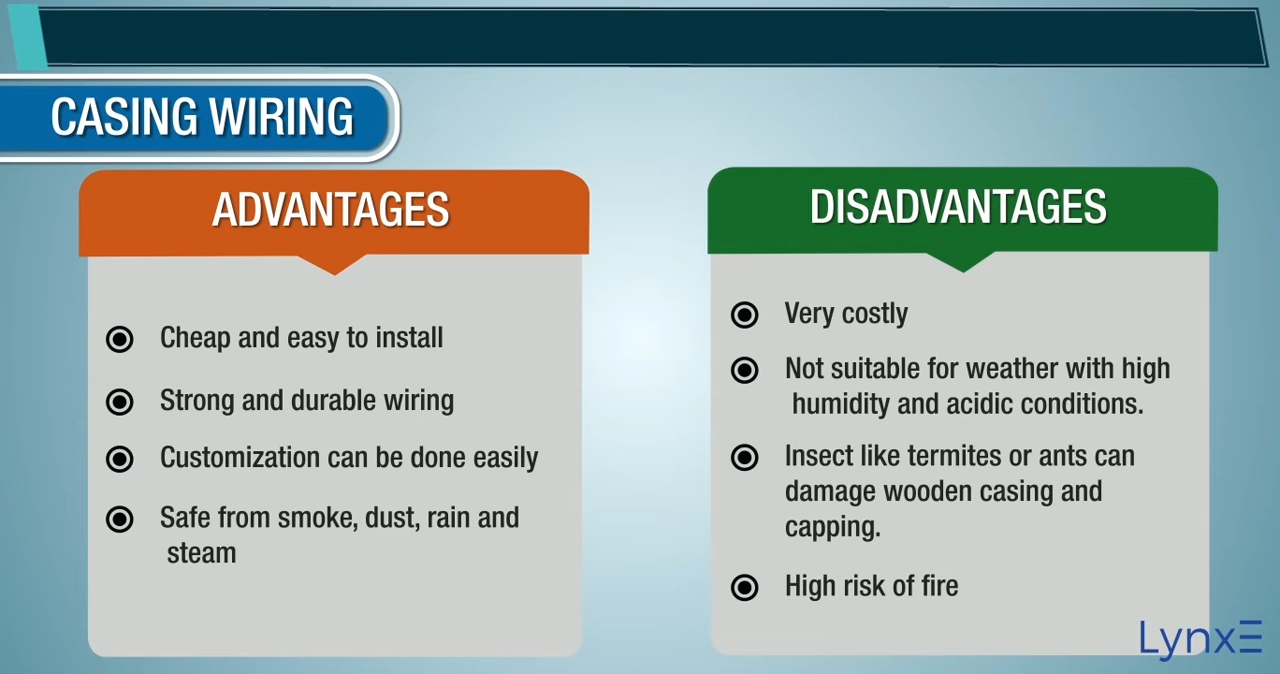 CASING WIRING
ADVANTAGES
Cheap and easy to install
Strong and durable wiring
Customization can be done easily
Safe from smoke, dust, rain and
steam
DISADVANTAGES
Very costly
Not suitable for weather with high
humidity and acidic conditions.
Insect like termites or ants can
damage wooden casing and
capping.
High risk of fire
LynxE